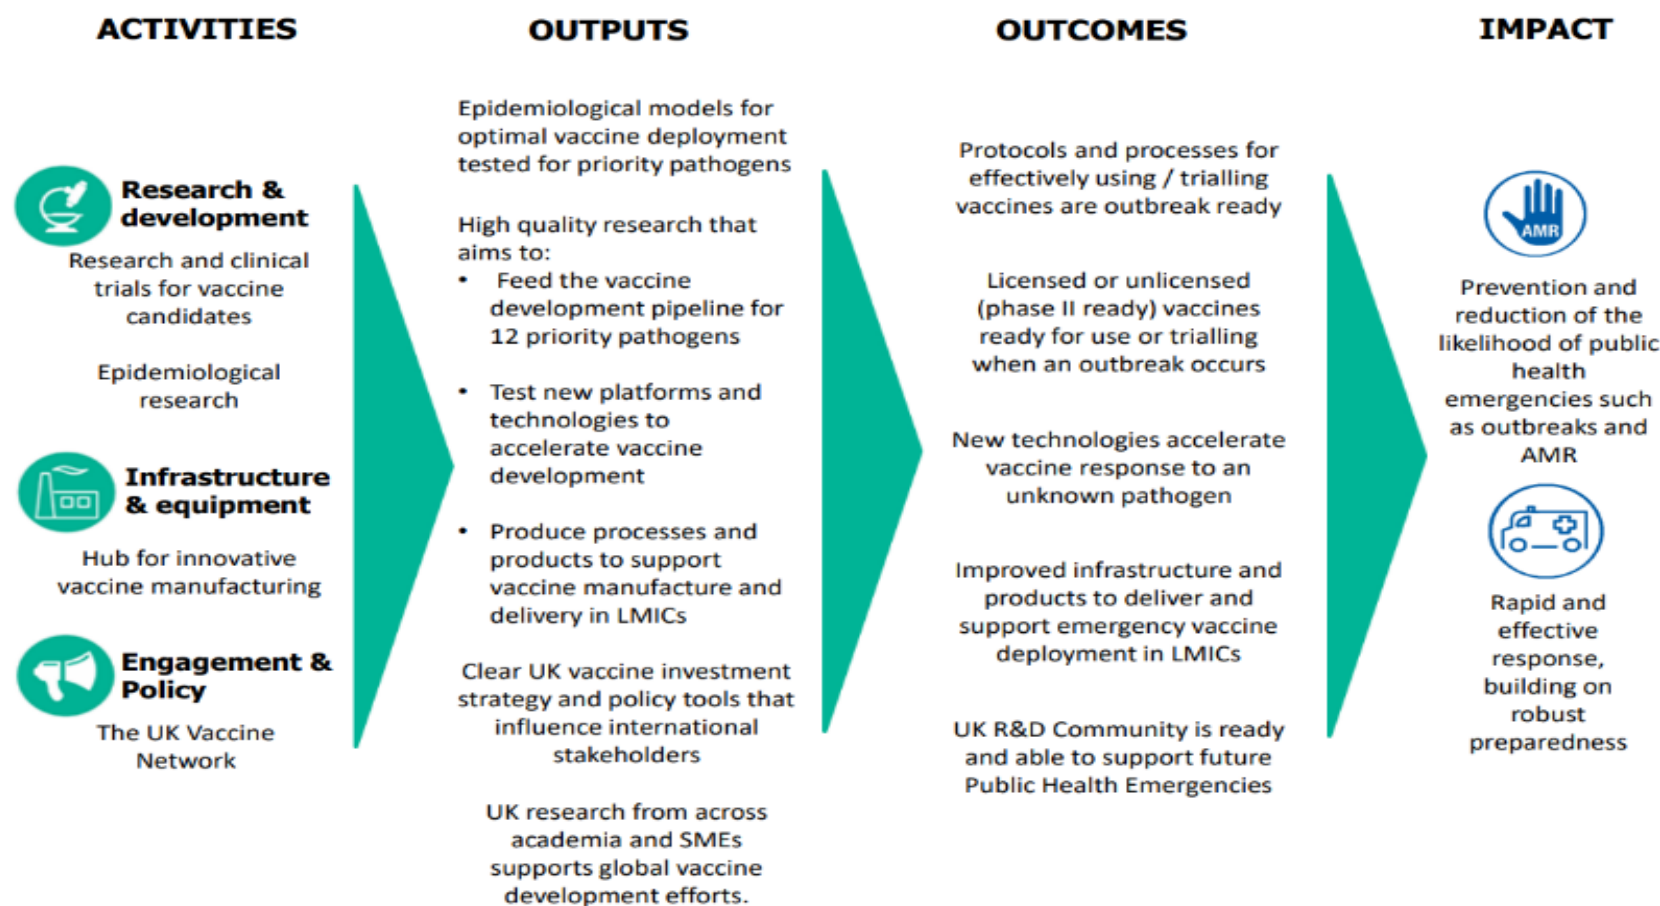 ACTIVITIES
Research &
development
Research and clinical
trials for vaccine
candidates
Epidemiological
research
Infrastructure
& equipment
Hub for innovative
vaccine manufacturing
Engagement &
Policy
The UK Vaccine
Network
OUTPUTS
Epidemiological models for
optimal vaccine deployment
tested for priority pathogens
High quality research that
aims to:
• Feed the vaccine
development pipeline for
12 priority pathogens
• Test new platforms and
technologies to
accelerate vaccine
development
• Produce processes and
products to support
vaccine manufacture and
delivery in LMICs
Clear UK vaccine investment
strategy and policy tools that
influence international
stakeholders
UK research from across
academia and SMEs
supports global vaccine
development efforts.
OUTCOMES
Protocols and processes for
effectively using / trialling
vaccines are outbreak ready
Licensed or unlicensed
(phase II ready) vaccines
ready for use or trialling
when an outbreak occurs
New technologies accelerate
vaccine response to an
unknown pathogen
Improved infrastructure and
products to deliver and
support emergency vaccine
deployment in LMICs
UK R&D Community is ready
and able to support future
Public Health Emergencies
IMPACT
AMR
Prevention and
reduction of the
likelihood of public
health
emergencies such
as outbreaks and
AMR
Rapid and
effective
response,
building on
robust
preparedness